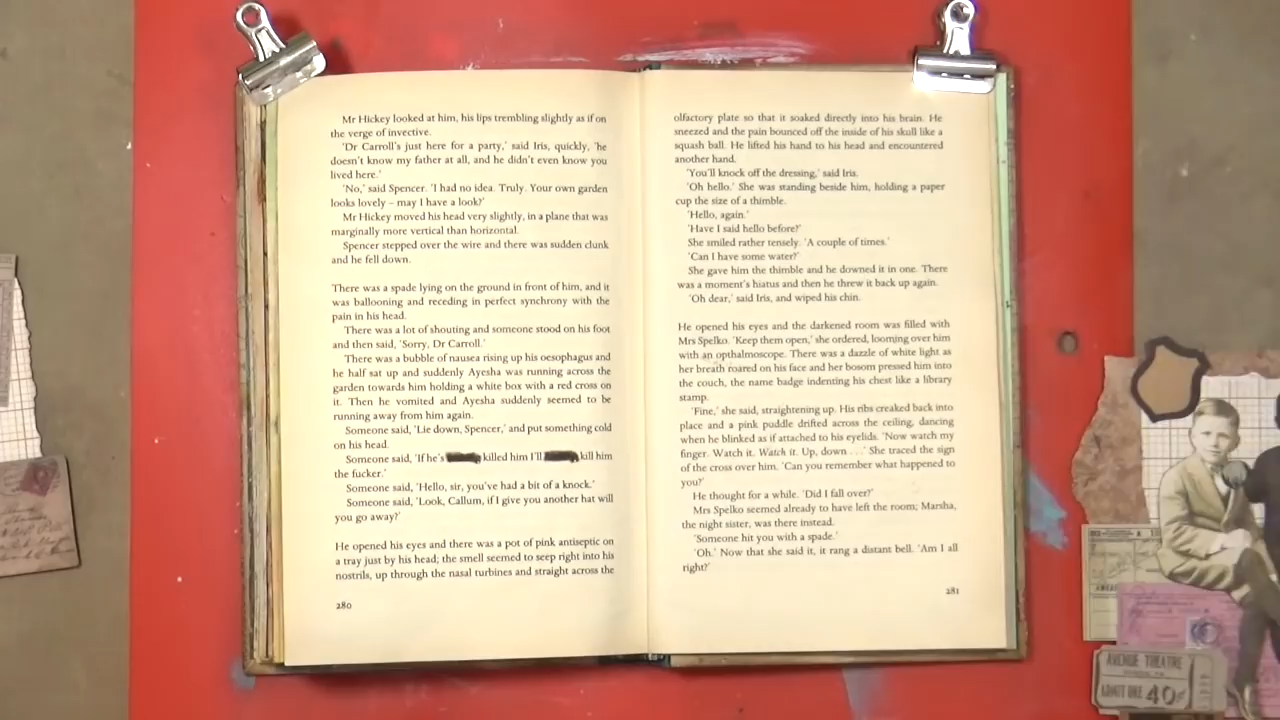 Mr Hickey looked at him, his lips trembling slightly as if on
the verge of invective.
'Dr Carroll's just here for a party,' said Iris, quickly, 'he
doesn't know my father at all, and he didn't even know you
lived here.'
'No,' said Spencer. 'I had no idea. Truly. Your own garden
looks lovely – may I have a look?'
Mr Hickey moved his head very slightly, in a plane that was
marginally more vertical than horizontal.
Spencer stepped over the wire and there was sudden clunk
and he fell down.
There was a spade lying on the ground in front of him, and it
was ballooning and receding in perfect synchrony with the
pain in his head.
There was a lot of shouting and someone stood on his foot
and then said, 'Sorry, Dr Carroll.'
There was a bubble of nausea rising up his oesophagus and
he half sat up and suddenly Ayesha was running across the
garden towards him holding a white box with a red cross on
it. Then he vomited and Ayesha suddenly seemed to be
running away from him again.
Someone said, 'Lie down, Spencer,' and put something cold
on his head.
Someone said, 'If he's killed him I'll kill him
the fucker.'
Someone said, 'Hello, sir, you've had a bit of a knock.'
Someone said, 'Look, Callum, if I give you another hat will
you go away?'
He opened his eyes and there was a pot of pink antiseptic on
a tray just by his head; the smell seemed to seep right into his
nostrils, up through the nasal turbines and straight across the
280
olfactory plate so that it soaked directly into his brain. He
sneezed and the pain bounced off the inside of his skull like a
squash ball. He lifted his hand to his head and encountered
another hand.
'You'll knock off the dressing,' said Iris.
'Oh hello.' She was standing beside him, holding a paper
cup the size of a thimble.
'Hello, again.'
'Have I said hello before?'
She smiled rather tensely. 'A couple of times.'
'Can I have some water?'
She gave him the thimble and he downed it in one. There
was a moment's hiatus and then he threw it back up again.
'Oh dear,' said Iris, and wiped his chin.
He opened his eyes and the darkened room was filled with
Mrs Spelko. 'Keep them open,' she ordered, looming over him
with an opthalmoscope. There was a dazzle of white light as
her breath roared on his face and her bosom pressed him into
the couch, the name badge indenting his chest like a library
stamp.
'Fine,' she said, straightening up. His ribs creaked back into
place and a pink puddle drifted across the ceiling, dancing
when he blinked as if attached to his eyelids. 'Now watch my
finger. Watch it. Watch it. Up, down . . .' She traced the sign
of the cross over him. 'Can you remember what happened to
you?'
He thought for a while. 'Did I fall over?'
Mrs Spelko seemed already to have left the room; Marsha,
the night sister, was there instead.
'Someone hit you with a spade.'
'Oh.' Now that she said it, it rang a distant bell. 'Am I all
right?'
281
AVENUE THEATRE
ADMIT ONE 40¢